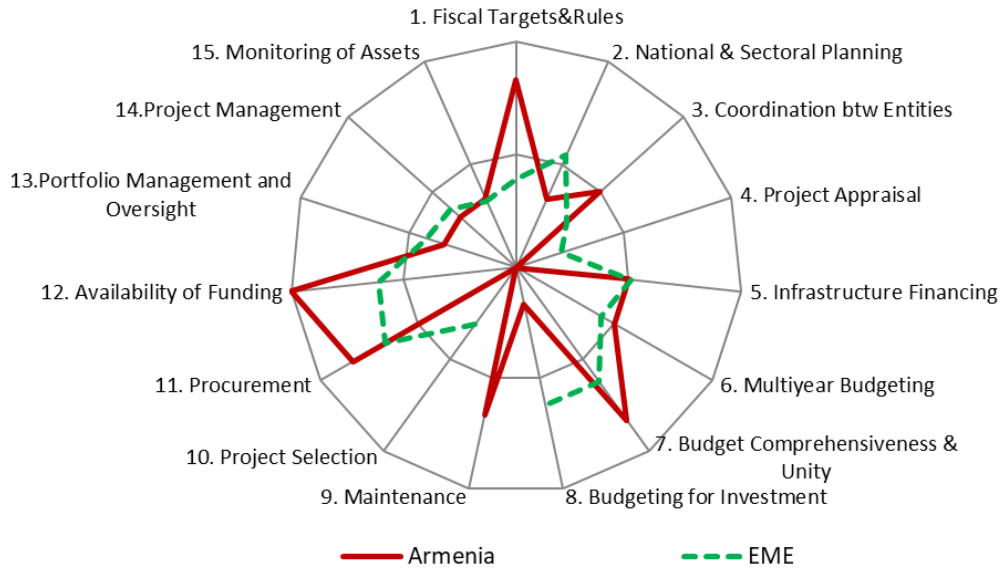 1. Fiscal Targets&Rules
2. National & Sectoral Planning
3. Coordination btw Entities
4. Project Appraisal
5. Infrastructure Financing
6. Multiyear Budgeting
7. Budget Comprehensiveness &
Unity
8. Budgeting for Investment
9. Maintenance
10. Project Selection
11. Procurement
12. Availability of Funding
13.Portfolio Management and
Oversight
14.Project Management
15. Monitoring of Assets
Armenia
EME